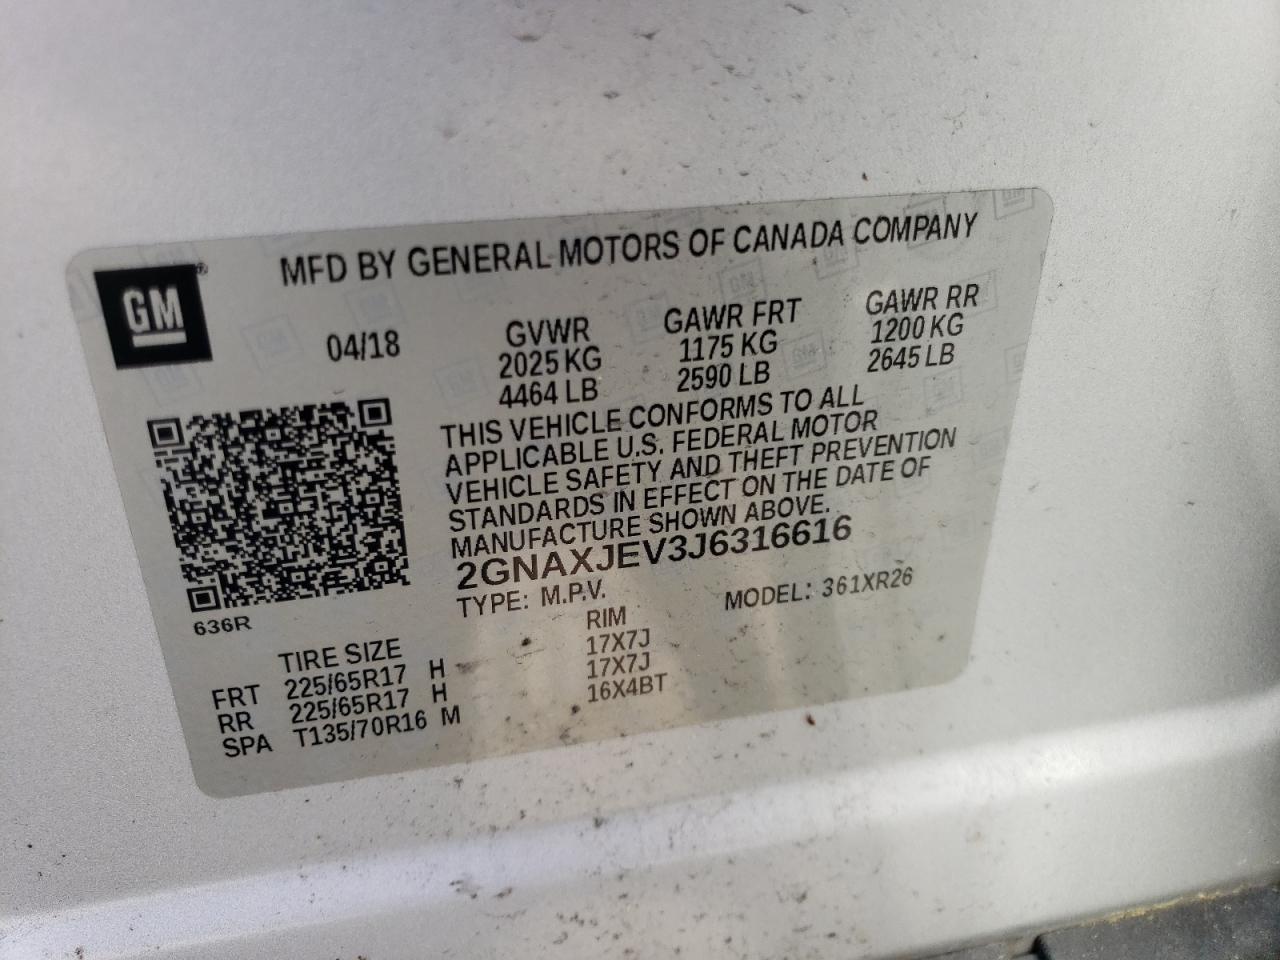 MFD BY GENERAL MOTORS OF CANADA COMPANY
GM®
04/18
GVWR GAWR FRT GAWR RR
2025 KG 1175 KG 1200 KG
4464 LB 2590 LB 2645 LB
THIS VEHICLE CONFORMS TO ALL
APPLICABLE U.S. FEDERAL MOTOR
VEHICLE SAFETY AND THEFT PREVENTION
STANDARDS IN EFFECT ON THE DATE OF
MANUFACTURE SHOWN ABOVE.
2GNAXJEV3J6316616
TYPE: M.P.V. MODEL: 361XR26
636R
TIRE SIZE RIM
FRT 225/65R17 H 17X7J
RR 225/65R17 H 17X7J
SPA T135/70R16 M 16X4BT